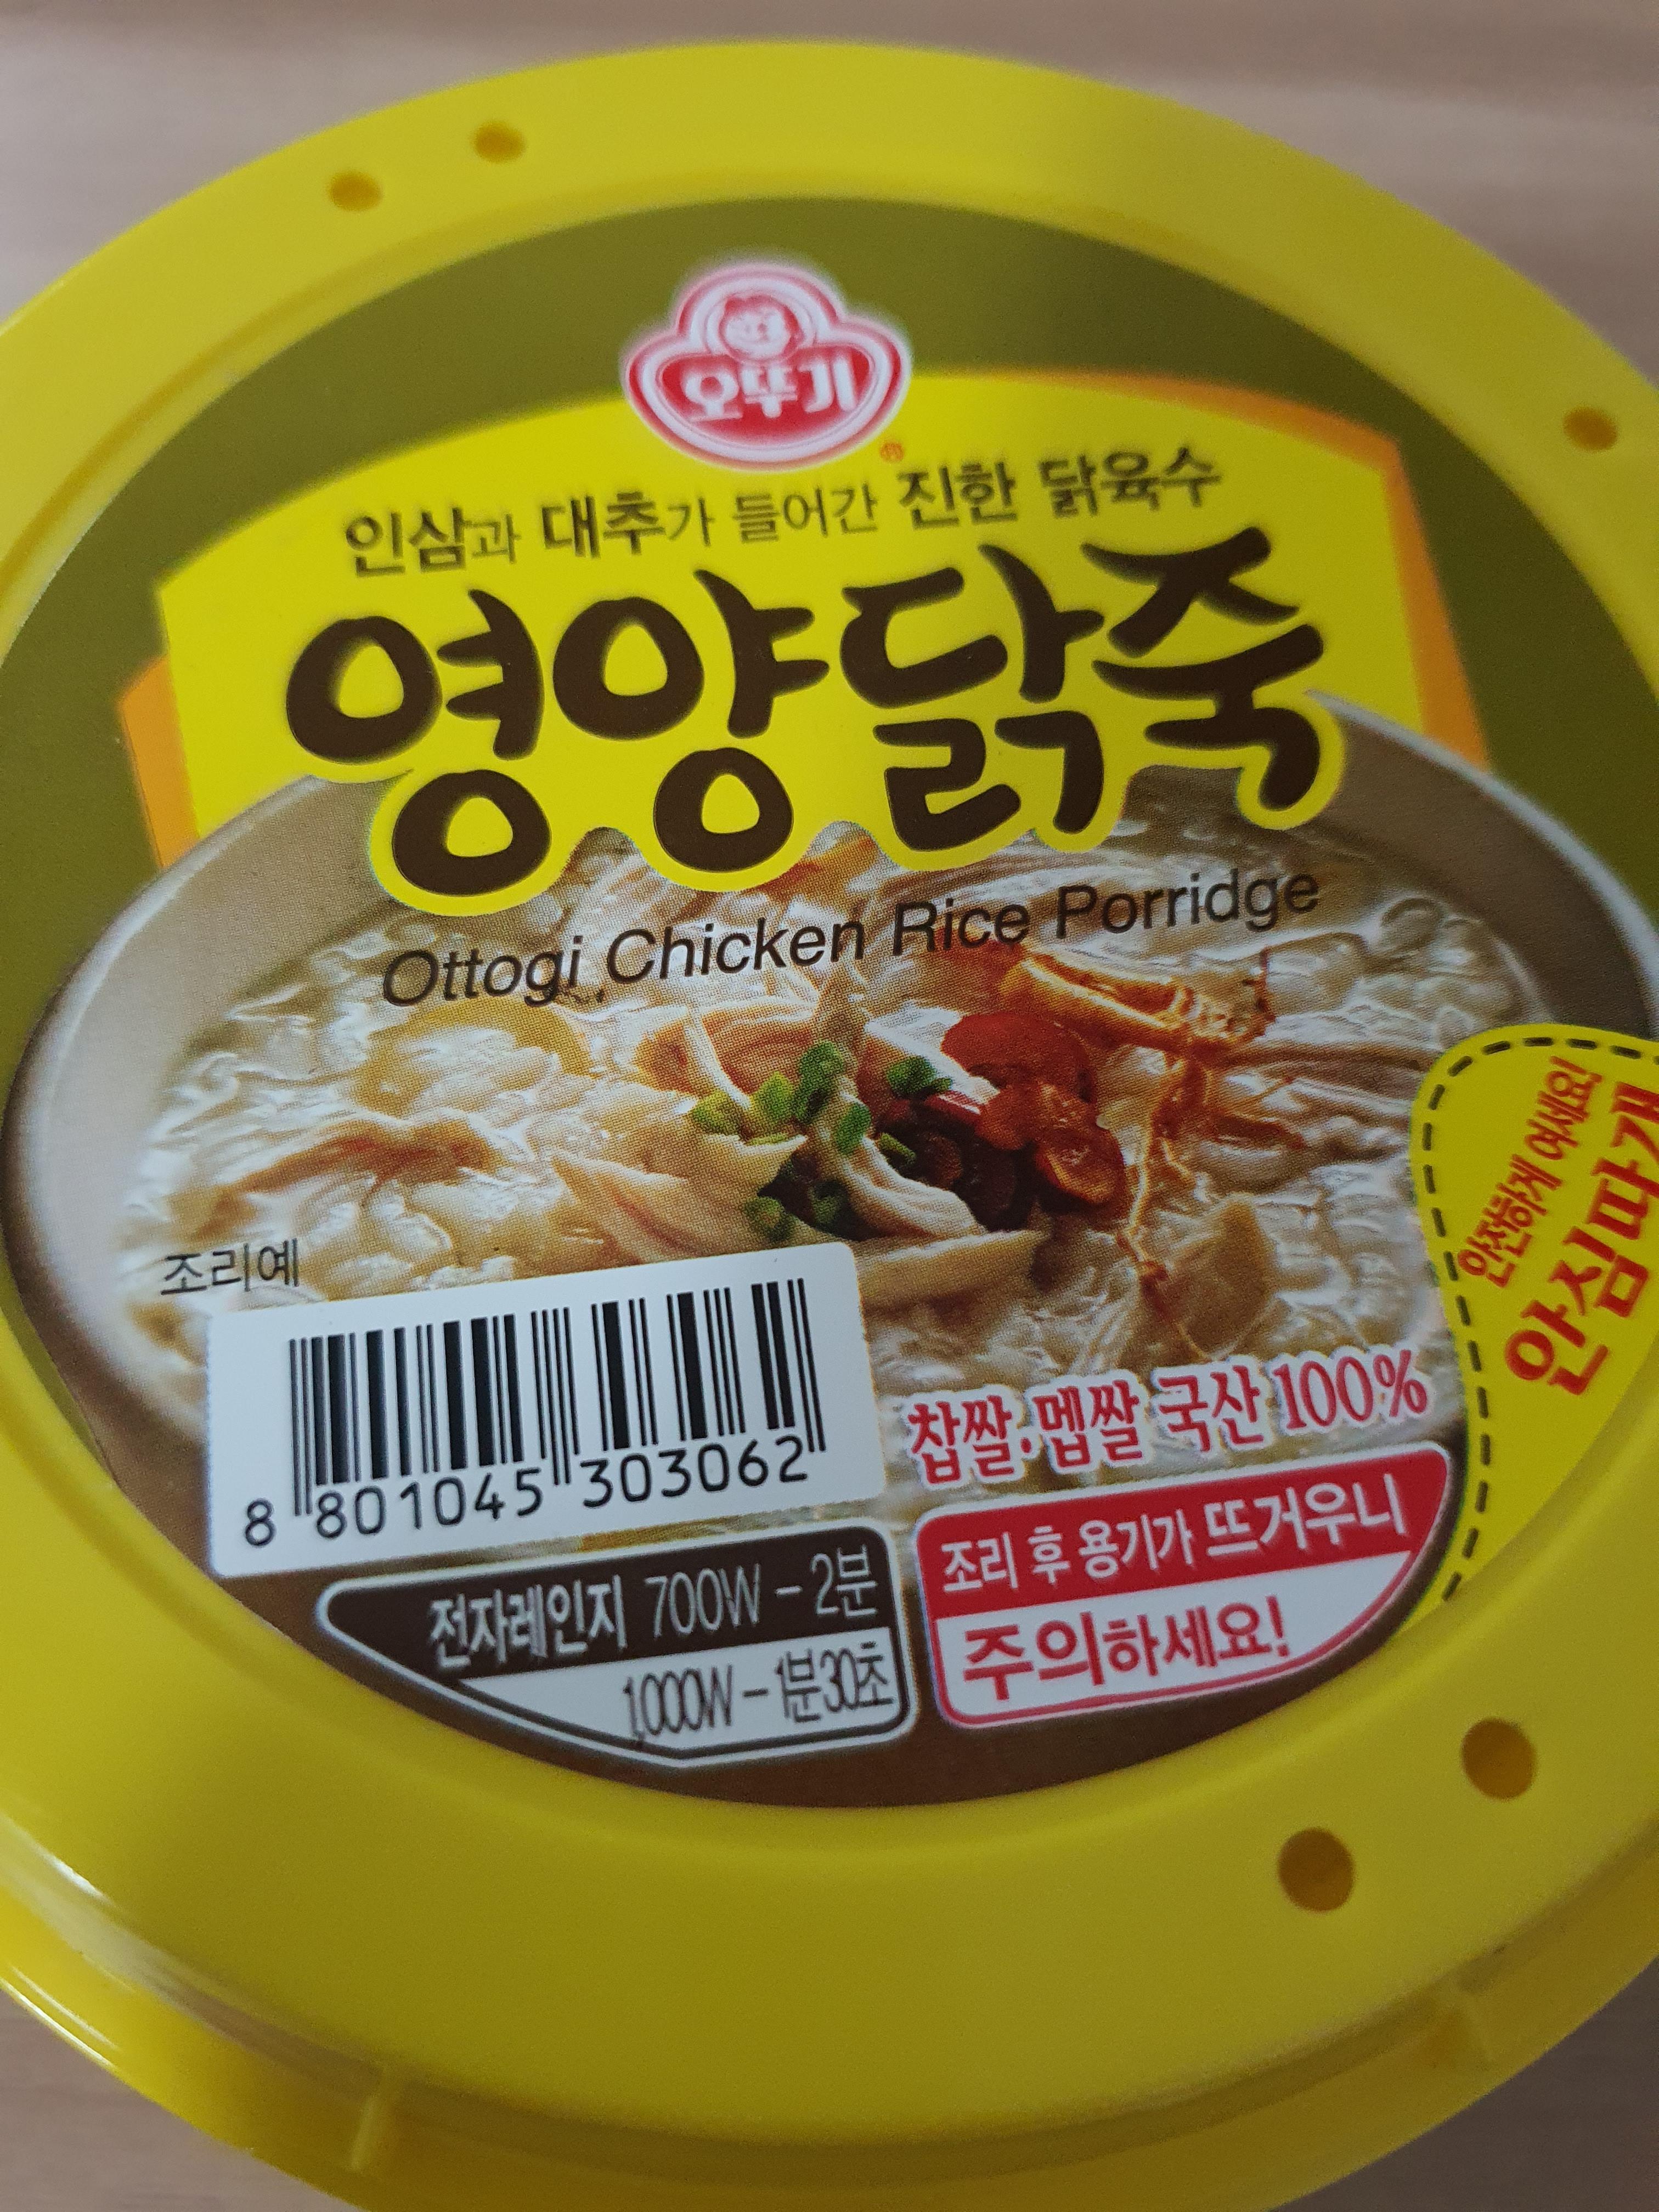 오뚜기
인삼과 대추가 들어간 진한 닭육수
영양닭죽
Ottogi Chicken Rice Porridge
안전하게 여세요!
안심따개
조리예
8 801045 303062
찹쌀·멥쌀 국산 100%
조리 후 용기가 뜨거우니
주의하세요!
전자레인지 700W - 2분
1,000W - 1분30초